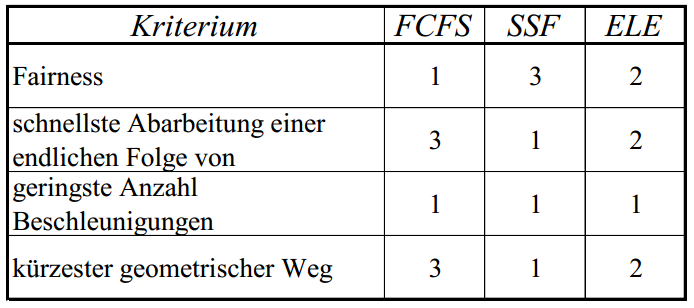 Kriterium FCFS SSF ELE
Fairness 1 3 2
schnellste Abarbeitung einer
endlichen Folge von 3 1 2
geringste Anzahl
Beschleunigungen 1 1 1
kürzester geometrischer Weg 3 1 2